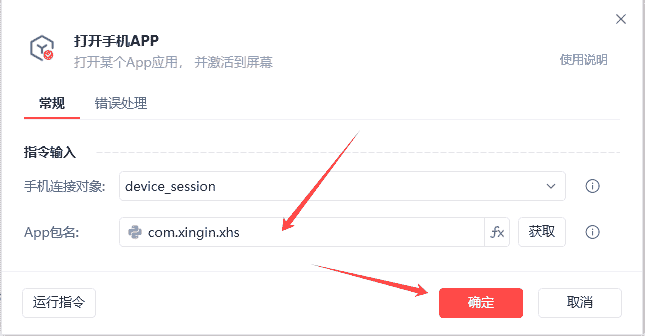 打开手机APP
打开某个App应用， 并激活到屏幕
使用说明
常规 错误处理
指令输入
手机连接对象: device_session
App包名: com.xingin.xhs fx 获取
运行指令 确定 取消